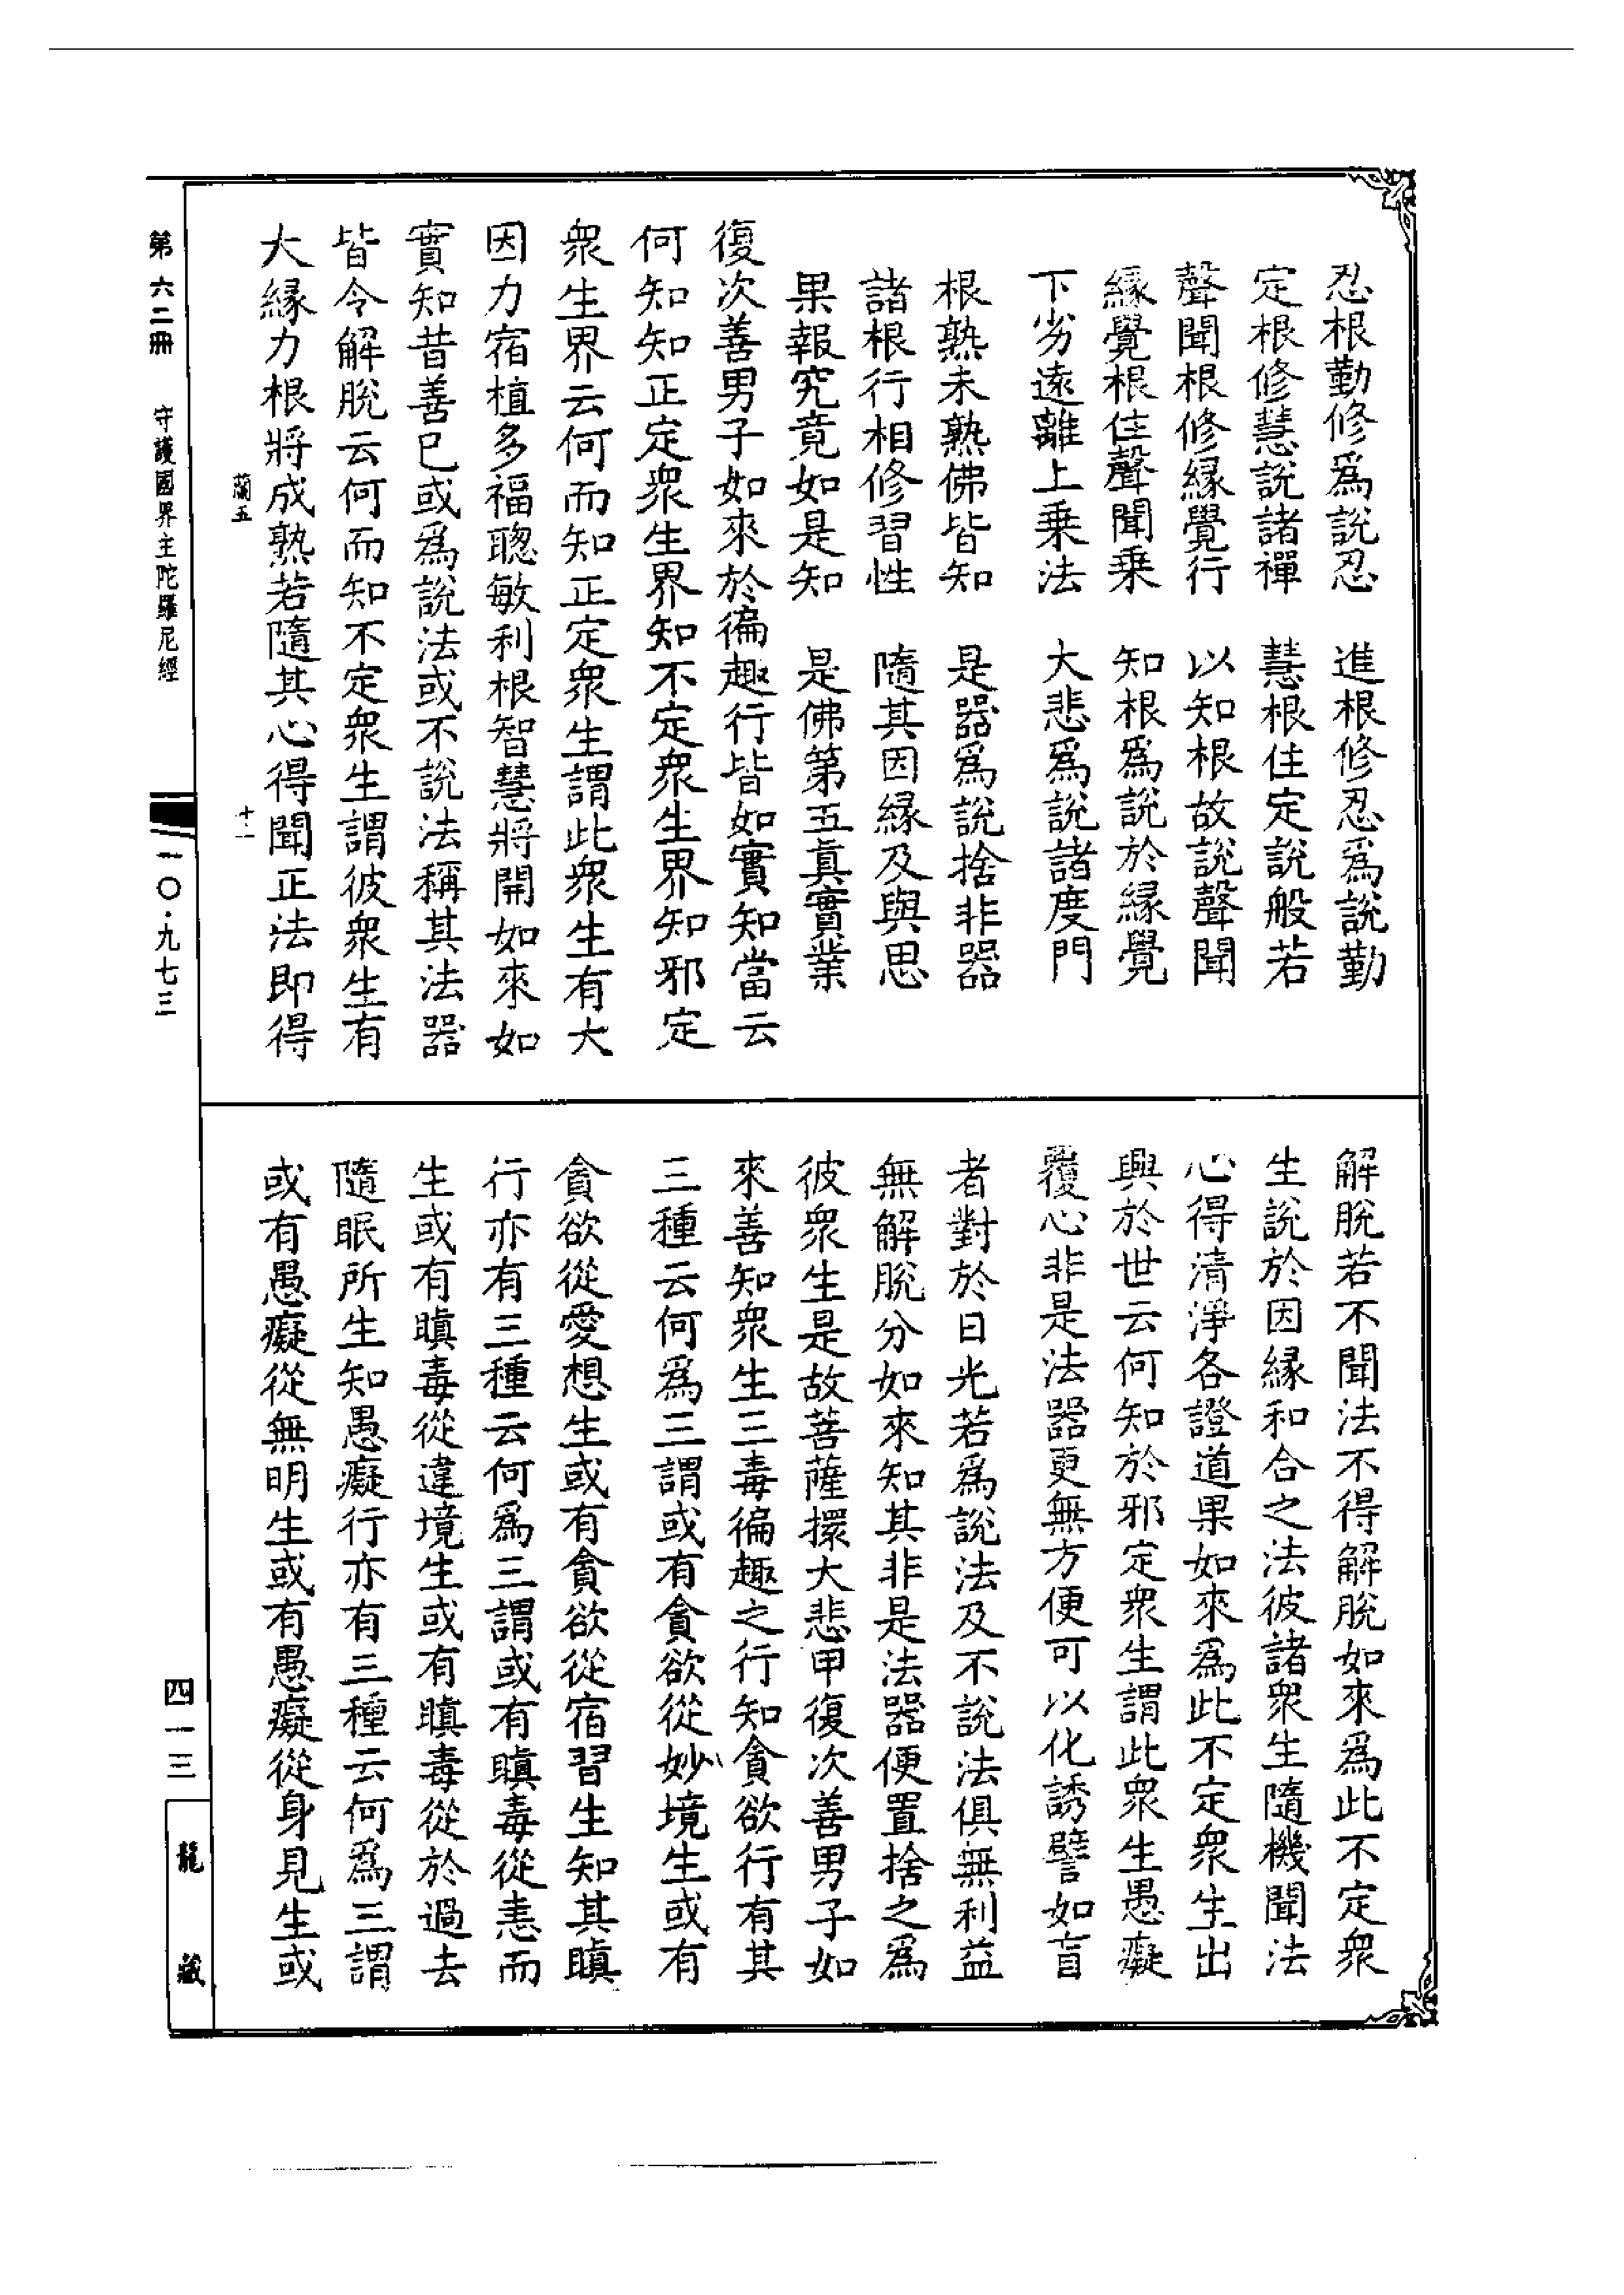 忍根勤修爲說忍　進根修忍爲說勤
定根修慧說諸禪　慧根住定說般若
聲聞根修緣覺行　以知根故說聲聞
緣覺根住聲聞乗　知根爲說於緣覺
下劣遠離上乗法　大悲爲說諸度門
根熟未熟佛皆知　是器爲說捨非器
諸根行相修習性　隨其因緣及與思
果報究竟如是知　是佛第五眞實業
復次善男子如來於徧趣行皆如實知當云
何知知正定衆生界知不定衆生界知邪定
衆生界云何而知正定衆生謂此衆生有大
因力宿植多福聰敏利根智慧將開如來如
實知昔善已或爲說法或不說法稱其法器
皆令解脫云何而知不定衆生謂彼衆生有
大緣力根將成熟若隨其心得聞正法即得
解脫若不聞法不得解脫如來爲此不定衆
生說於因緣和合之法彼諸衆生隨機聞法
心得清淨各證道果如來爲此不定衆生出
興於世云何知於邪定衆生謂此衆生愚癡
覆心非是法器更無方便可以化誘譬如盲
者對於日光若爲說法及不說法俱無利益
無解脫分如來知其非是法器便置捨之爲
彼衆生是故菩薩擐大悲甲復次善男子如
來善知衆生三毒徧趣之行知貪欲行有其
三種云何爲三謂或有貪欲從妙境生或有
貪欲從愛想生或有貪欲從宿習生知其瞋
行亦有三種云何爲三謂或有瞋毒從恚而
生或有瞋毒從違境生或有瞋毒從於過去
隨眠所生知愚癡行亦有三種云何爲三謂
或有愚癡從無明生或有愚癡從身見生或
蘭五
十一
第六二冊　守護國界主陀羅尼經
一〇·九七三
四一三
龍藏